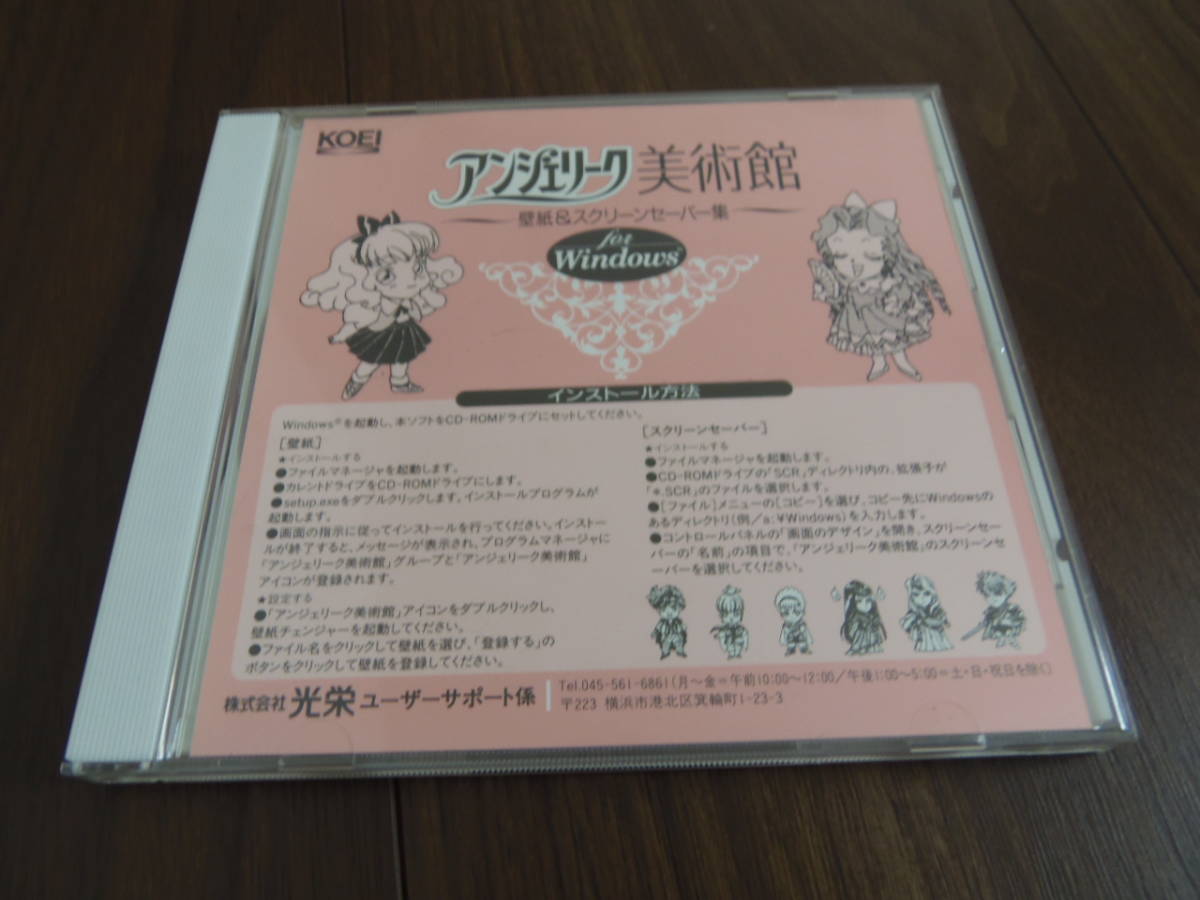 KOEI
アンジェリーク 美術館
壁紙&スクリーンセーバー集
for
Windows®
インストール方法
Windows®を起動し、本ソフトをCD-ROMドライブにセットしてください。
[壁紙]
★インストールする
●ファイルマネージャを起動します。
●カレントドライブをCD-ROMドライブにします。
●setup.exeをダブルクリックします。インストールプログラムが
起動します。
●画面の指示に従ってインストールを行ってください。インストー
ルが終了すると、メッセージが表示され、プログラムマネージャに
「アンジェリーク美術館」グループと「アンジェリーク美術館」
アイコンが登録されます。
★設定する
●「アンジェリーク美術館」アイコンをダブルクリックし、
壁紙チェンジャーを起動してください。
●ファイル名をクリックして壁紙を選び、「登録する」の
ボタンをクリックして壁紙を登録してください。
[スクリーンセーバー]
★インストールする
●ファイルマネージャを起動します。
●CD-ROMドライブの「SCR」ディレクトリ内の、拡張子が
「*.SCR」のファイルを選択します。
●[ファイル]メニューの[コピー]を選び、コピー先にWindowsの
あるディレクトリ(例/a:¥Windows)を入力します。
●コントロールパネルの「画面のデザイン」を開き、スクリーンセー
バーの「名前」の項目で、「アンジェリーク美術館」のスクリーンセ
ーバーを選択してください。
株式会社 光栄 ユーザーサポート係
Tel.045-561-6861(月〜金=午前10:00〜12:00/午後1:00〜5:00=土・日・祝日を除く)
〒223 横浜市港北区箕輪町1-23-3